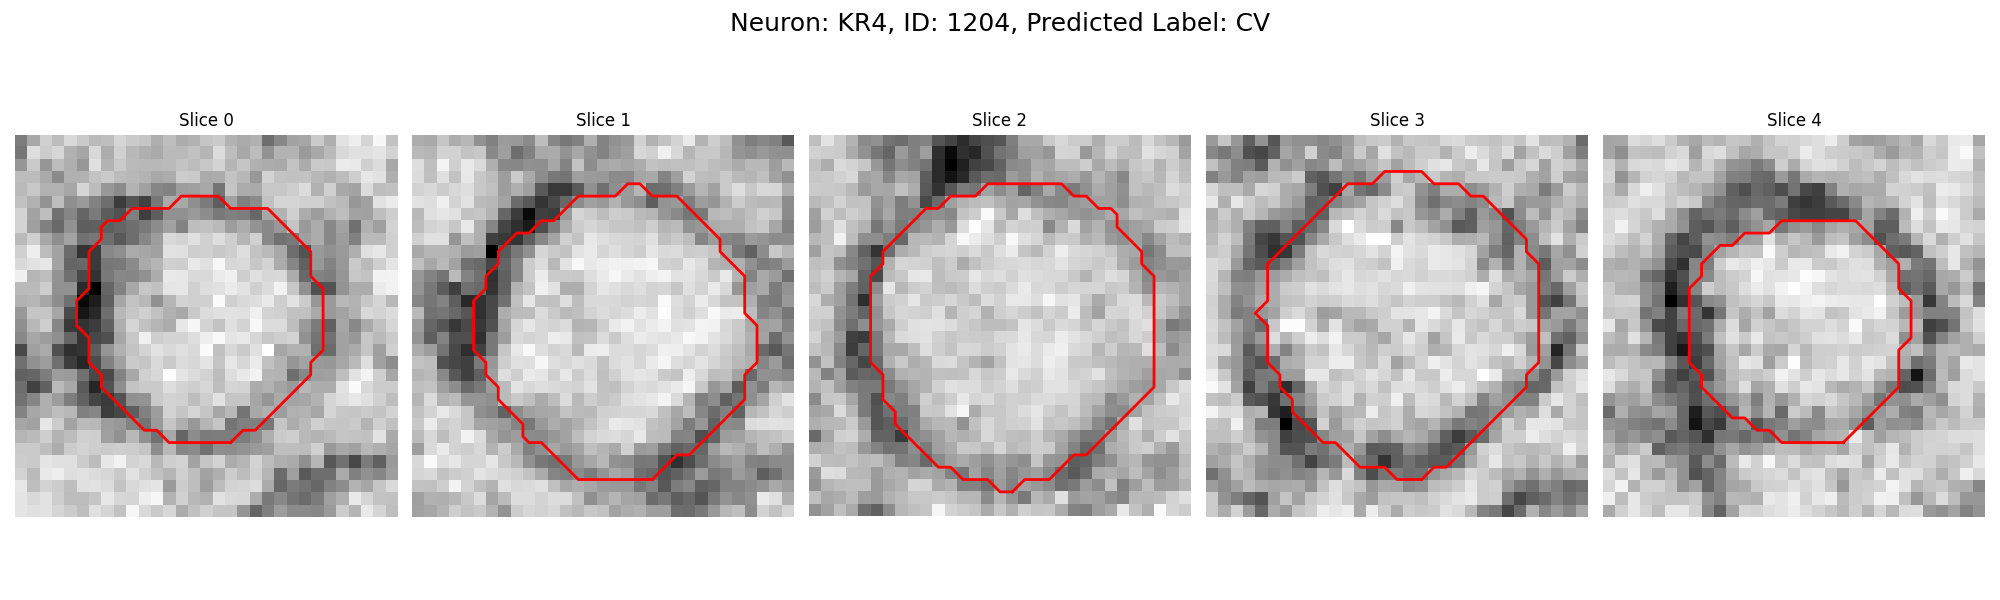 Neuron: KR4, ID: 1204, Predicted Label: CV
Slice 0
Slice 1
Slice 2
Slice 3
Slice 4